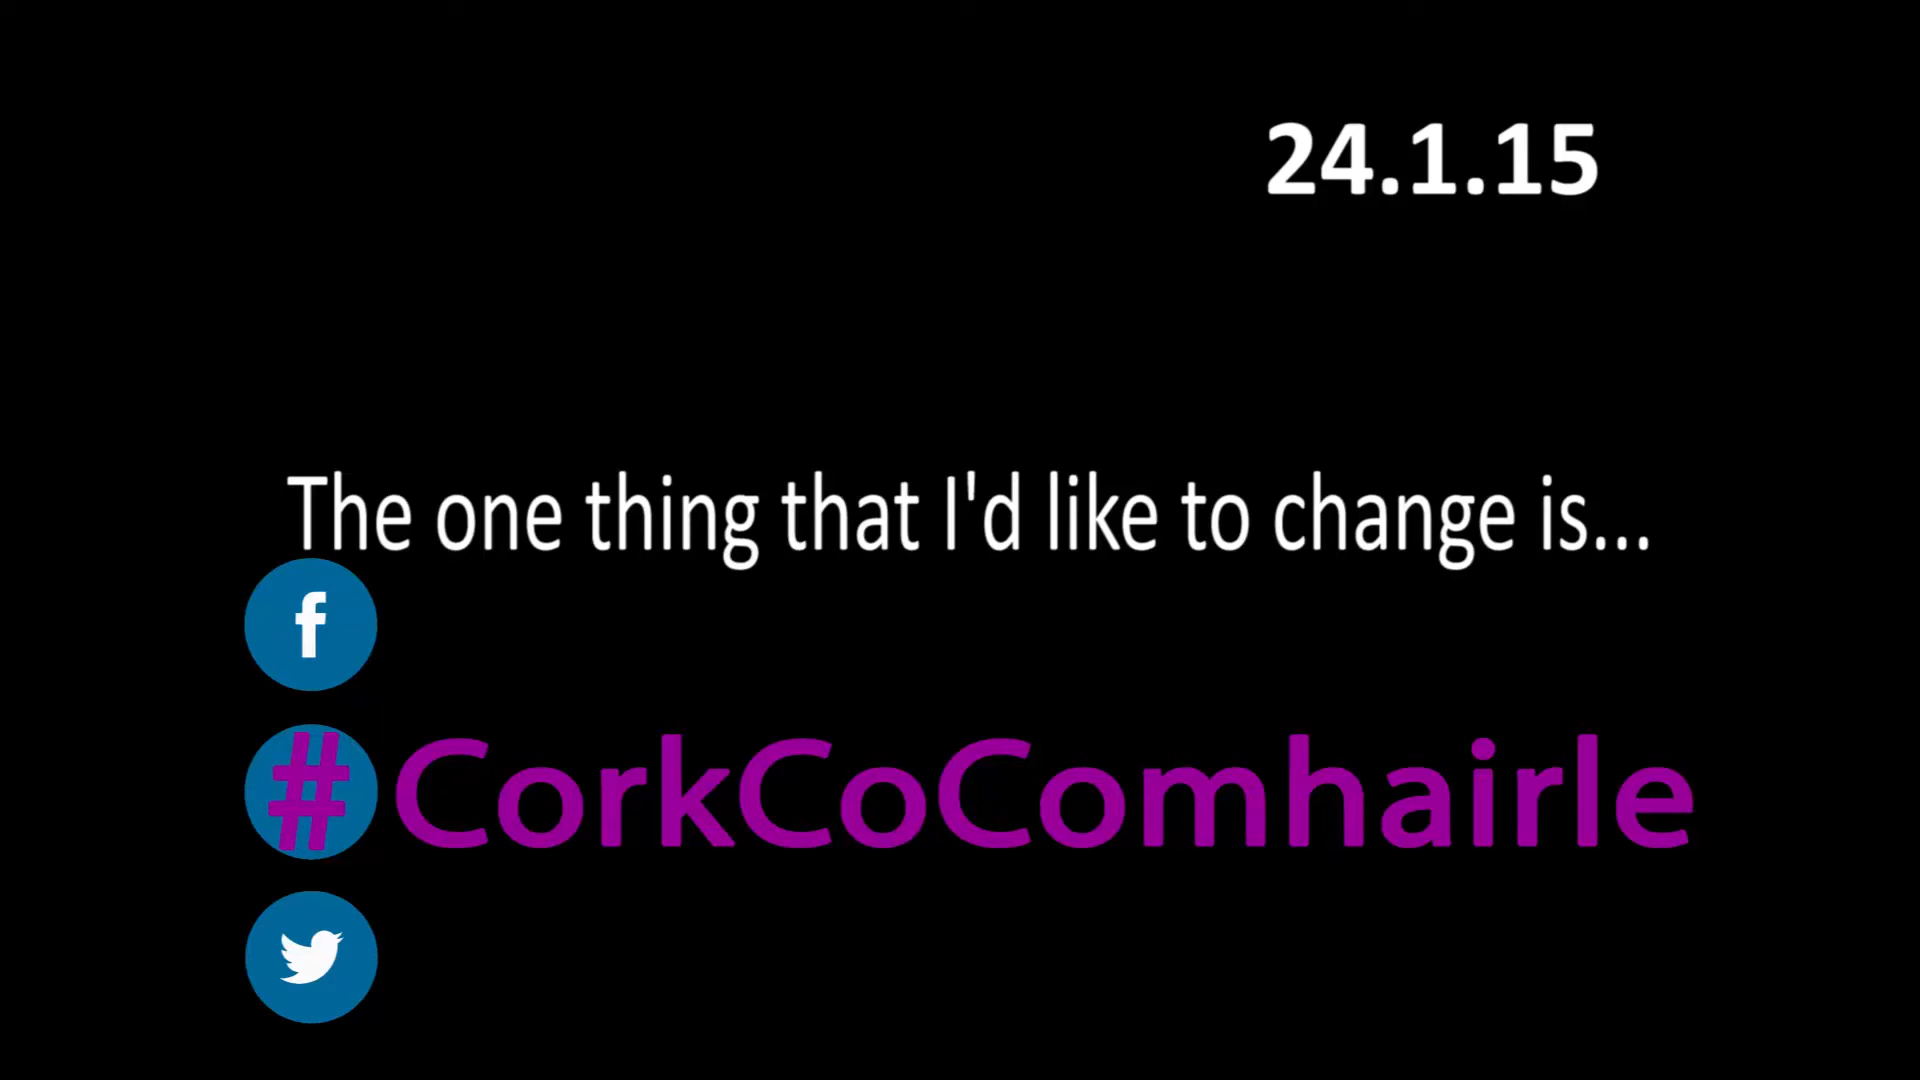 24.1.15
The one thing that I'd like to change is...
f
#CorkCoComhairle